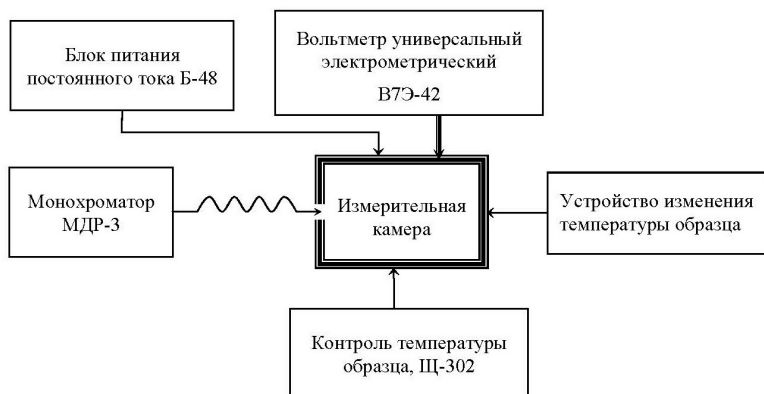 Блок питания
постоянного тока Б-48
Вольтметр универсальный
электрометрический
В7Э-42
Монохроматор
МДР-3
Измерительная
камера
Устройство изменения
температуры образца
Контроль температуры
образца, Щ-302